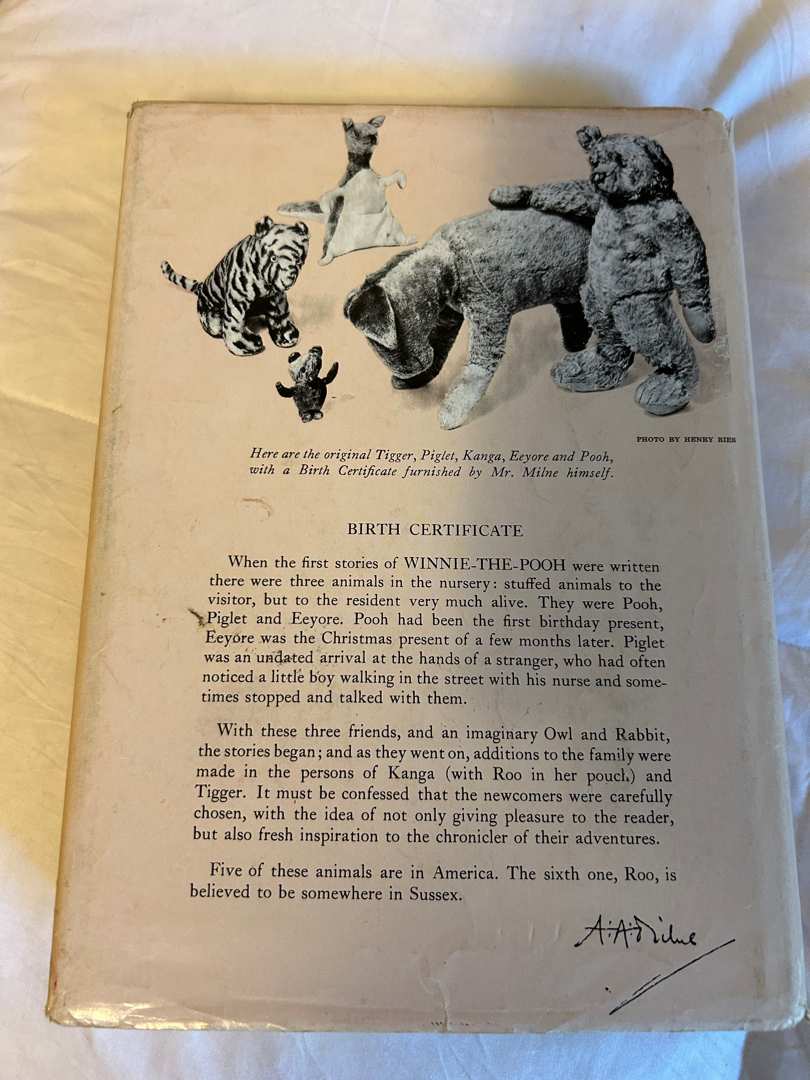 PHOTO BY HENRY RIES
Here are the original Tigger, Piglet, Kanga, Eeyore and Pooh,
with a Birth Certificate furnished by Mr. Milne himself.
BIRTH CERTIFICATE
When the first stories of WINNIE-THE-POOH were written
there were three animals in the nursery: stuffed animals to the
visitor, but to the resident very much alive. They were Pooh,
Piglet and Eeyore. Pooh had been the first birthday present,
Eeyore was the Christmas present of a few months later. Piglet
was an undated arrival at the hands of a stranger, who had often
noticed a little boy walking in the street with his nurse and some-
times stopped and talked with them.
With these three friends, and an imaginary Owl and Rabbit,
the stories began; and as they went on, additions to the family were
made in the persons of Kanga (with Roo in her pouch) and
Tigger. It must be confessed that the newcomers were carefully
chosen, with the idea of not only giving pleasure to the reader,
but also fresh inspiration to the chronicler of their adventures.
Five of these animals are in America. The sixth one, Roo, is
believed to be somewhere in Sussex.
A.A. Milne